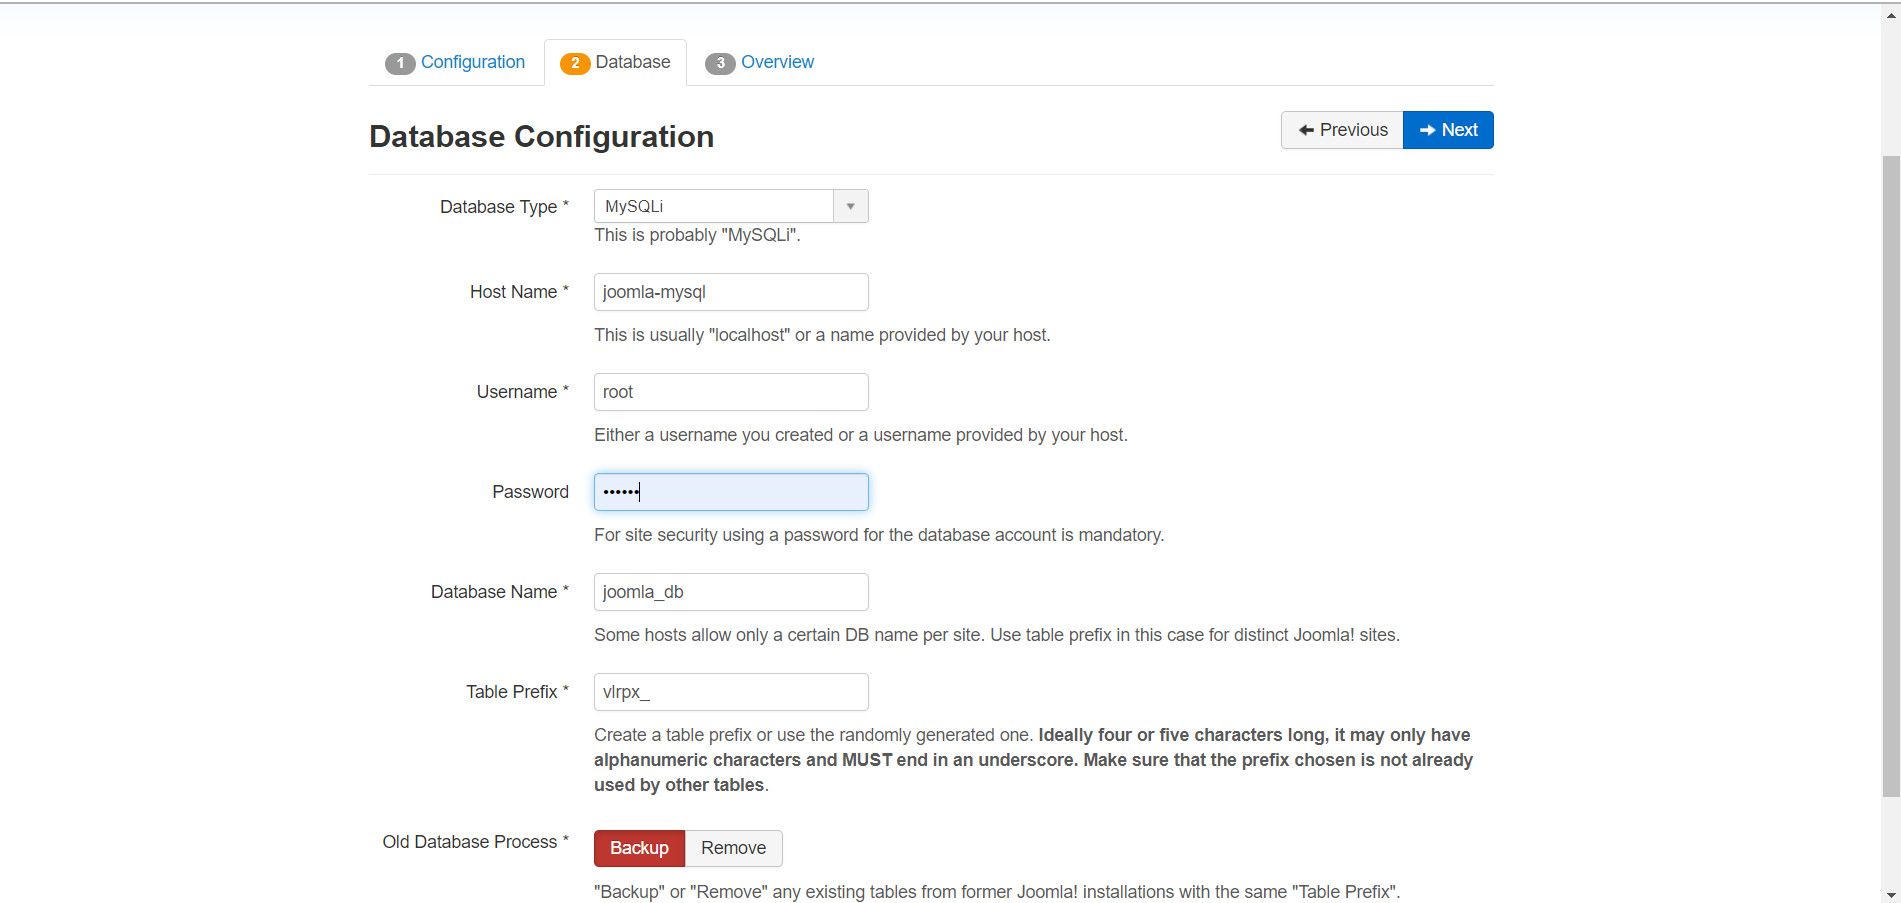 1 Configuration 2 Database 3 Overview
Database Configuration
Previous Next
Database Type * MySQLi
This is probably "MySQLi".
Host Name * joomla-mysql
This is usually "localhost" or a name provided by your host.
Username * root
Either a username you created or a username provided by your host.
Password ••••••
For site security using a password for the database account is mandatory.
Database Name * joomla_db
Some hosts allow only a certain DB name per site. Use table prefix in this case for distinct Joomla! sites.
Table Prefix * vlrpx_
Create a table prefix or use the randomly generated one. Ideally four or five characters long, it may only have
alphanumeric characters and MUST end in an underscore. Make sure that the prefix chosen is not already
used by other tables.
Old Database Process * Backup Remove
"Backup" or "Remove" any existing tables from former Joomla! installations with the same "Table Prefix".